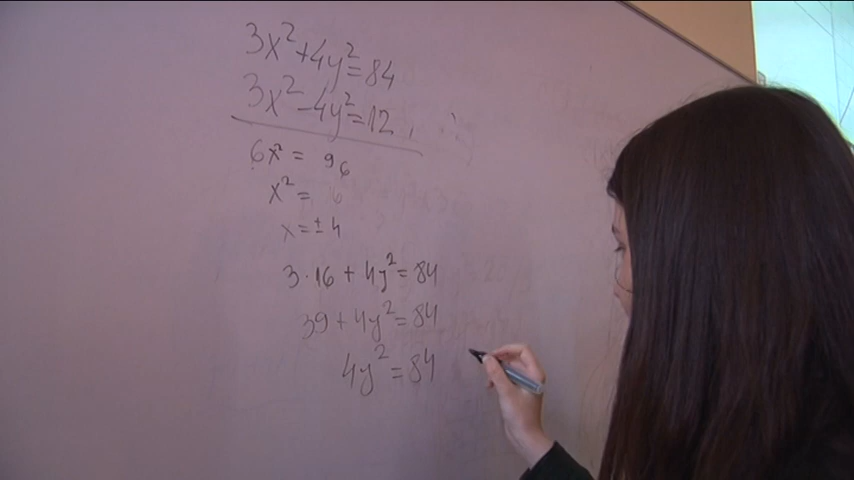 3x²+4y²=84
3x²-4y²=12
6x² = 96
x² = 6
x = ± 4
3·16 + 4y² = 84
39 + 4y² = 84
4y² = 84